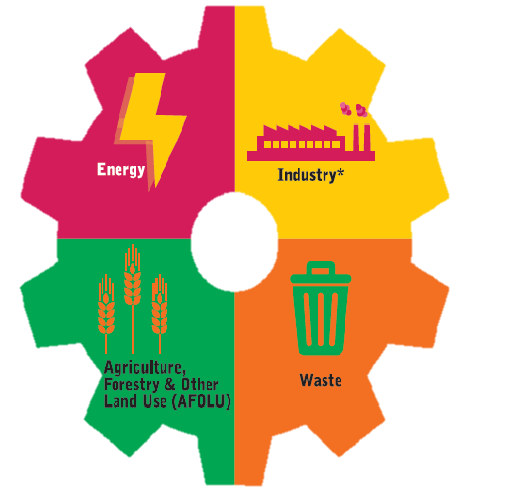 Energy
Industry*
Agriculture,
Forestry & Other
Land Use (AFOLU)
Waste